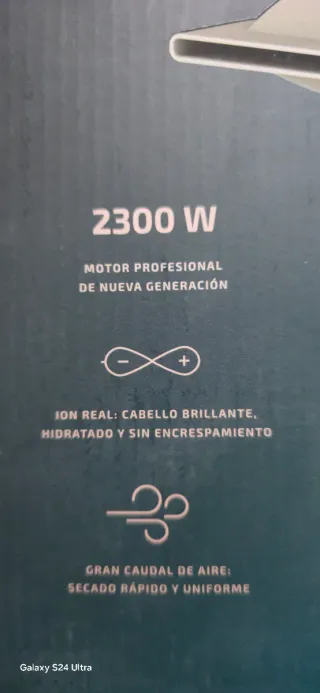 2300 W
MOTOR PROFESIONAL
DE NUEVA GENERACIÓN
- +
ION REAL: CABELLO BRILLANTE,
HIDRATADO Y SIN ENCRESPAMIENTO
GRAN CAUDAL DE AIRE:
SECADO RÁPIDO Y UNIFORME
Galaxy S24 Ultra